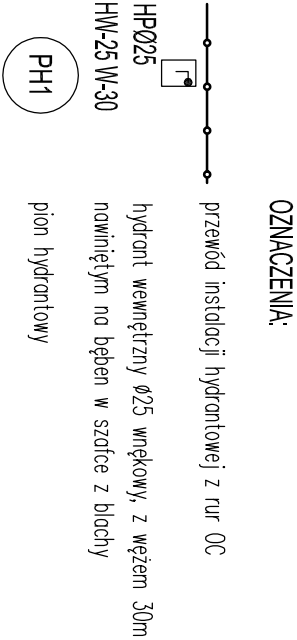 OZNACZENIA:
przewód instalacji hydrantowej z rur OC
HPØ25
HW-25 W-30
hydrant wewnętrzny Ø25 wnękowy, z wężem 30m
nawiniętym na bęben w szafce z blachy
PH1
pion hydrantowy